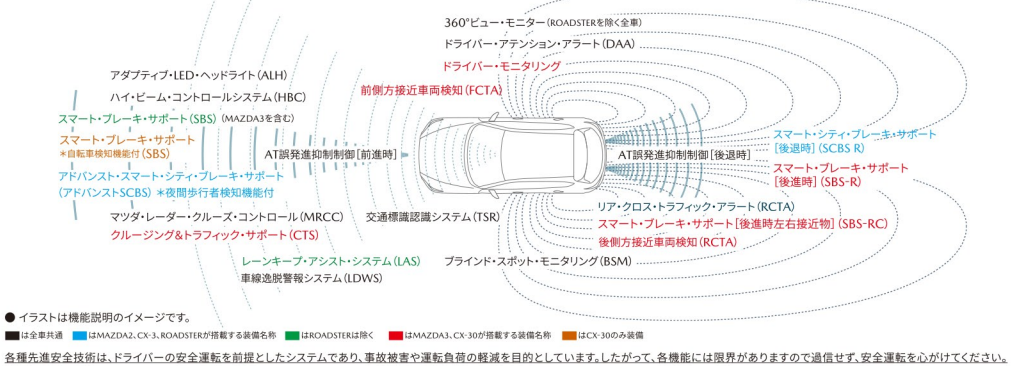 360°ビュー・モニター（ROADSTERを除く全車）
ドライバー・アテンション・アラート（DAA）
ドライバー・モニタリング
アダプティブ・LED・ヘッドライト（ALH）
前側方接近車両検知（FCTA）
ハイ・ビーム・コントロールシステム（HBC）
スマート・ブレーキ・サポート（SBS）（MAZDA3を含む）
スマート・ブレーキ・サポート
＊自転車検知機能付（SBS）
AT誤発進抑制制御［前進時］
AT誤発進抑制制御［後退時］
スマート・シティ・ブレーキ・サポート
［後退時］（SCBS R）
スマート・ブレーキ・サポート
［後進時］（SBS-R）
アドバンスト・スマート・シティ・ブレーキ・サポート
（アドバンストSCBS）＊夜間歩行者検知機能付
リア・クロス・トラフィック・アラート（RCTA）
マツダ・レーダー・クルーズ・コントロール（MRCC）
交通標識認識システム（TSR）
スマート・ブレーキ・サポート［後進時左右接近物］（SBS-RC）
クルージング&トラフィック・サポート（CTS）
後側方接近車両検知（RCTA）
レーンキープ・アシスト・システム（LAS）
ブラインド・スポット・モニタリング（BSM）
車線逸脱警報システム（LDWS）
● イラストは機能説明のイメージです。
は全車共通 はMAZDA2、CX-3、ROADSTERが搭載する装備名称 はROADSTERは除く はMAZDA3、CX-30が搭載する装備名称 はCX-30のみ装備
各種先進安全技術は、ドライバーの安全運転を前提としたシステムであり、事故被害や運転負荷の軽減を目的としています。したがって、各機能には限界がありますので過信せず、安全運転を心がけてください。